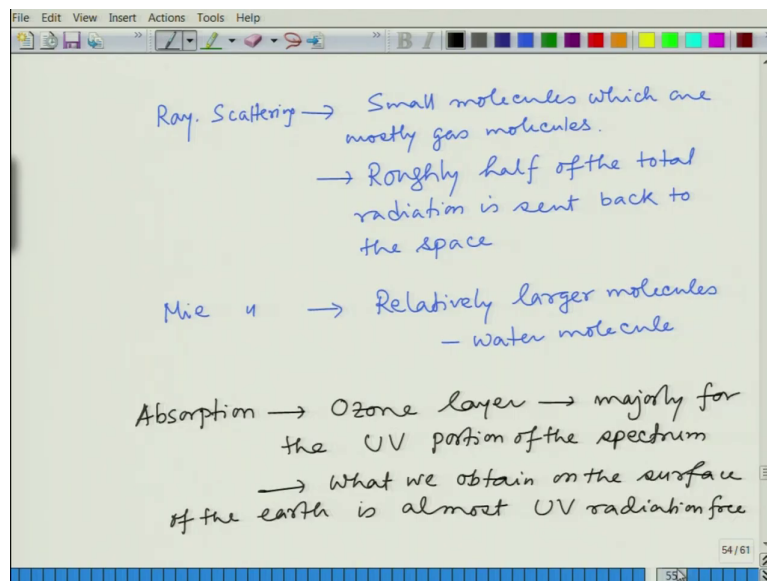 File Edit View Insert Actions Tools Help
Ray. Scattering → Small molecules which are
mostly gas molecules.
→ Roughly half of the total
radiation is sent back to
the space
Mie " → Relatively larger molecules
– water molecule
Absorption → Ozone layer → majorly for
the UV portion of the spectrum
→ What we obtain on the surface
of the earth is almost UV radiation free
54/61
55